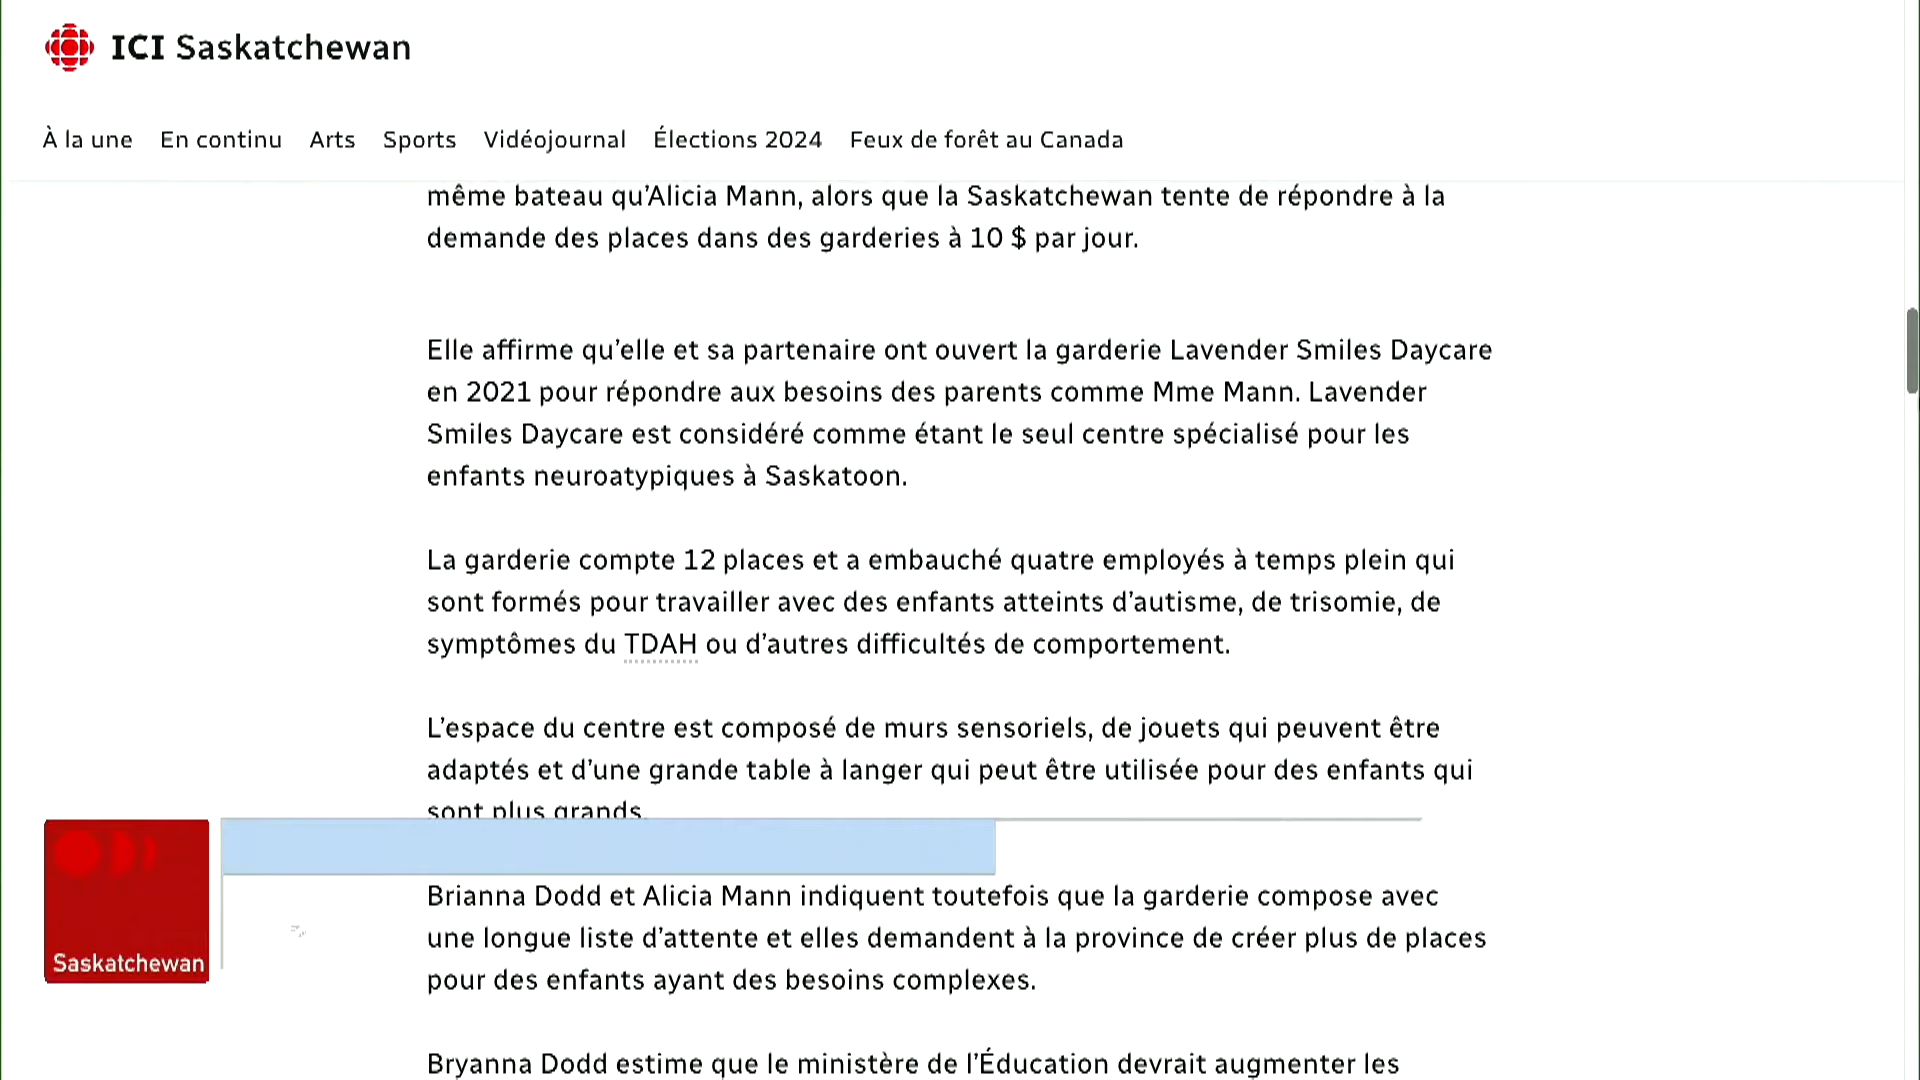 ICI Saskatchewan
À la une En continu Arts Sports Vidéojournal Élections 2024 Feux de forêt au Canada
même bateau qu’Alicia Mann, alors que la Saskatchewan tente de répondre à la
demande des places dans des garderies à 10 $ par jour.
Elle affirme qu’elle et sa partenaire ont ouvert la garderie Lavender Smiles Daycare
en 2021 pour répondre aux besoins des parents comme Mme Mann. Lavender
Smiles Daycare est considéré comme étant le seul centre spécialisé pour les
enfants neuroatypiques à Saskatoon.
La garderie compte 12 places et a embauché quatre employés à temps plein qui
sont formés pour travailler avec des enfants atteints d’autisme, de trisomie, de
symptômes du TDAH ou d’autres difficultés de comportement.
L’espace du centre est composé de murs sensoriels, de jouets qui peuvent être
adaptés et d’une grande table à langer qui peut être utilisée pour des enfants qui
sont plus grands.
Brianna Dodd et Alicia Mann indiquent toutefois que la garderie compose avec
une longue liste d’attente et elles demandent à la province de créer plus de places
pour des enfants ayant des besoins complexes.
Saskatchewan
Bryanna Dodd estime que le ministère de l’Éducation devrait augmenter les